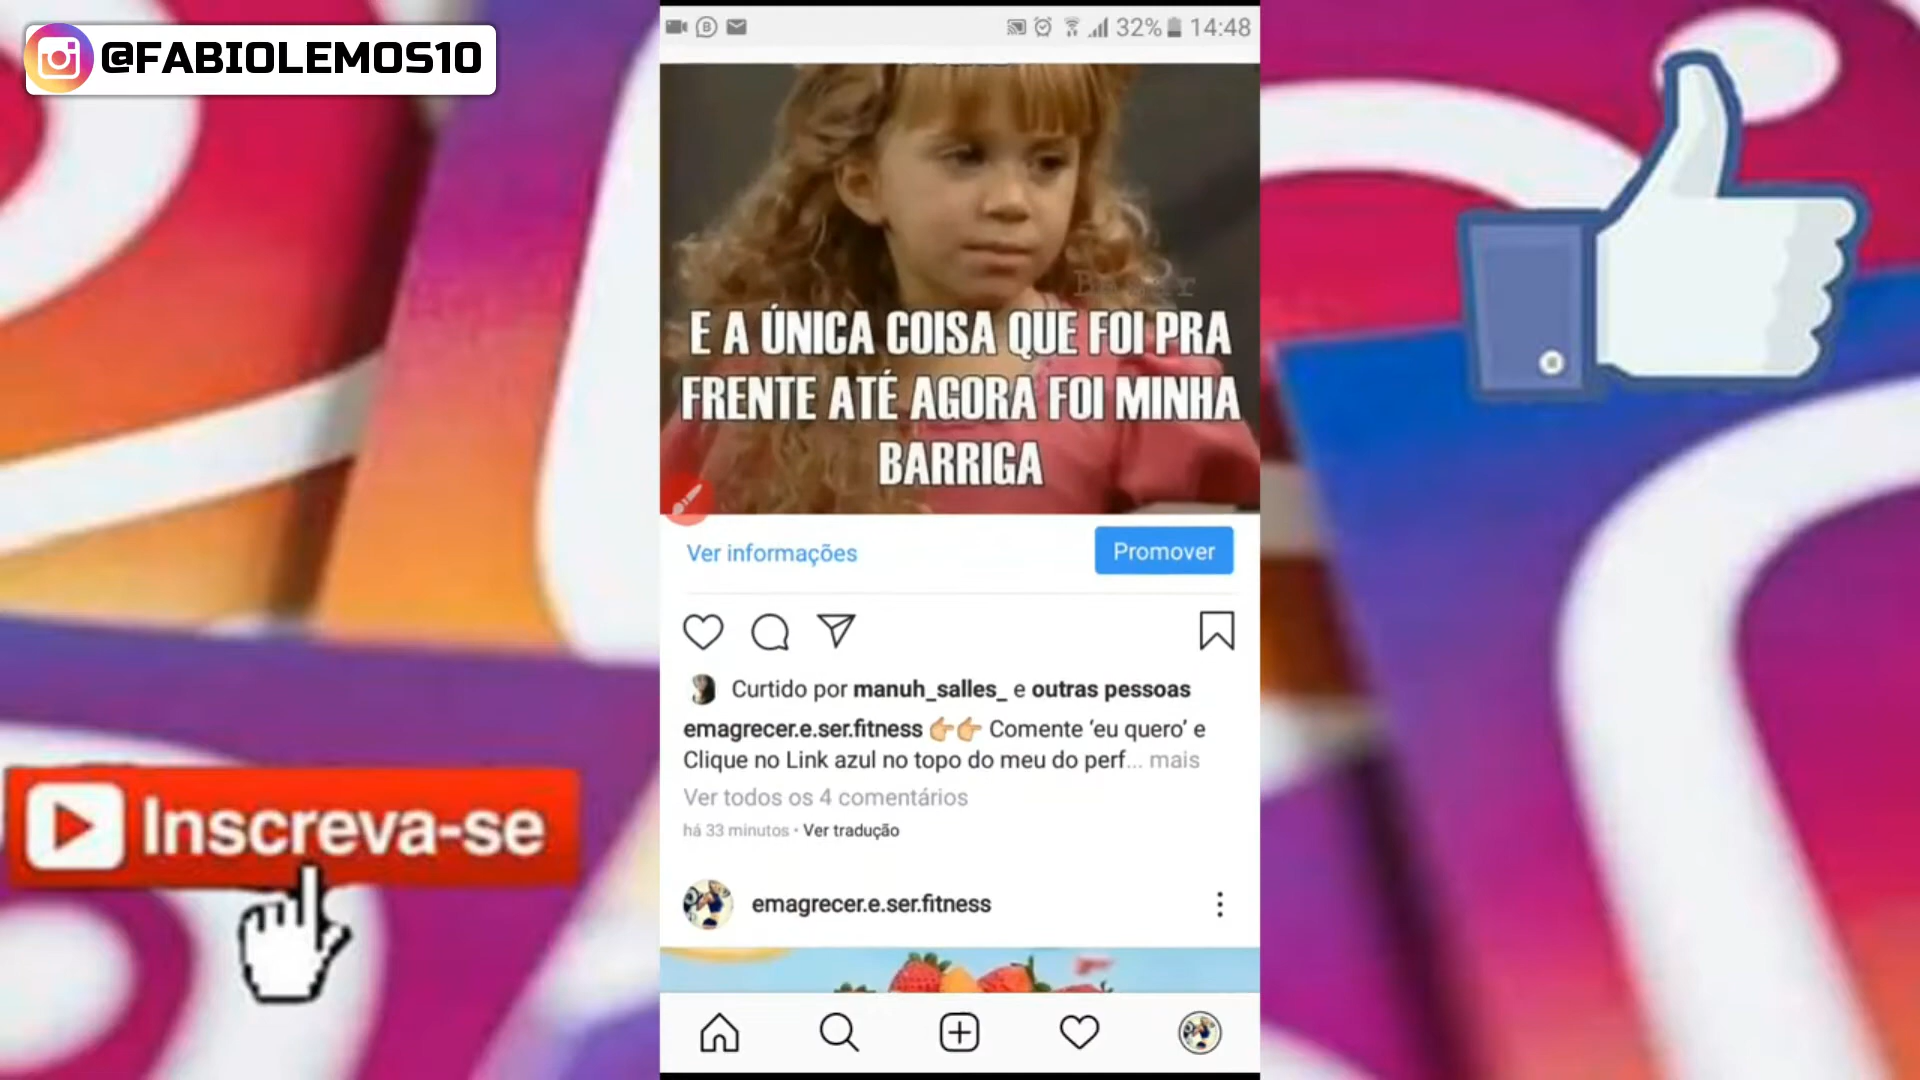 @FABIOLEMOS10
32% 14:48
E A ÚNICA COISA QUE FOI PRA
FRENTE ATÉ AGORA FOI MINHA
BARRIGA
Ver informações
Promover
Curtido por manuh_salles_ e outras pessoas
emagrecer.e.ser.fitness 👉👉 Comente ‘eu quero’ e
Clique no Link azul no topo do meu do perf... mais
Ver todos os 4 comentários
há 33 minutos • Ver tradução
emagrecer.e.ser.fitness
Inscreva-se